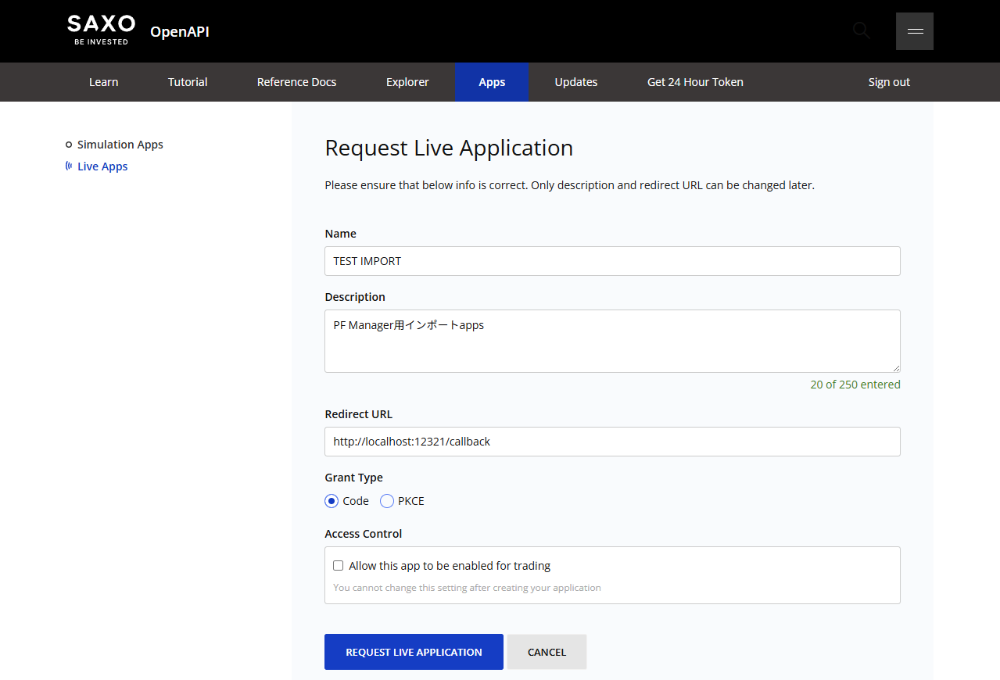 SAXO
BE INVESTED
OpenAPI
Learn Tutorial Reference Docs Explorer Apps Updates Get 24 Hour Token Sign out
Simulation Apps
Live Apps
Request Live Application
Please ensure that below info is correct. Only description and redirect URL can be changed later.
Name
TEST IMPORT
Description
PF Manager用インポートapps
20 of 250 entered
Redirect URL
http://localhost:12321/callback
Grant Type
Code PKCE
Access Control
Allow this app to be enabled for trading
You cannot change this setting after creating your application
REQUEST LIVE APPLICATION CANCEL